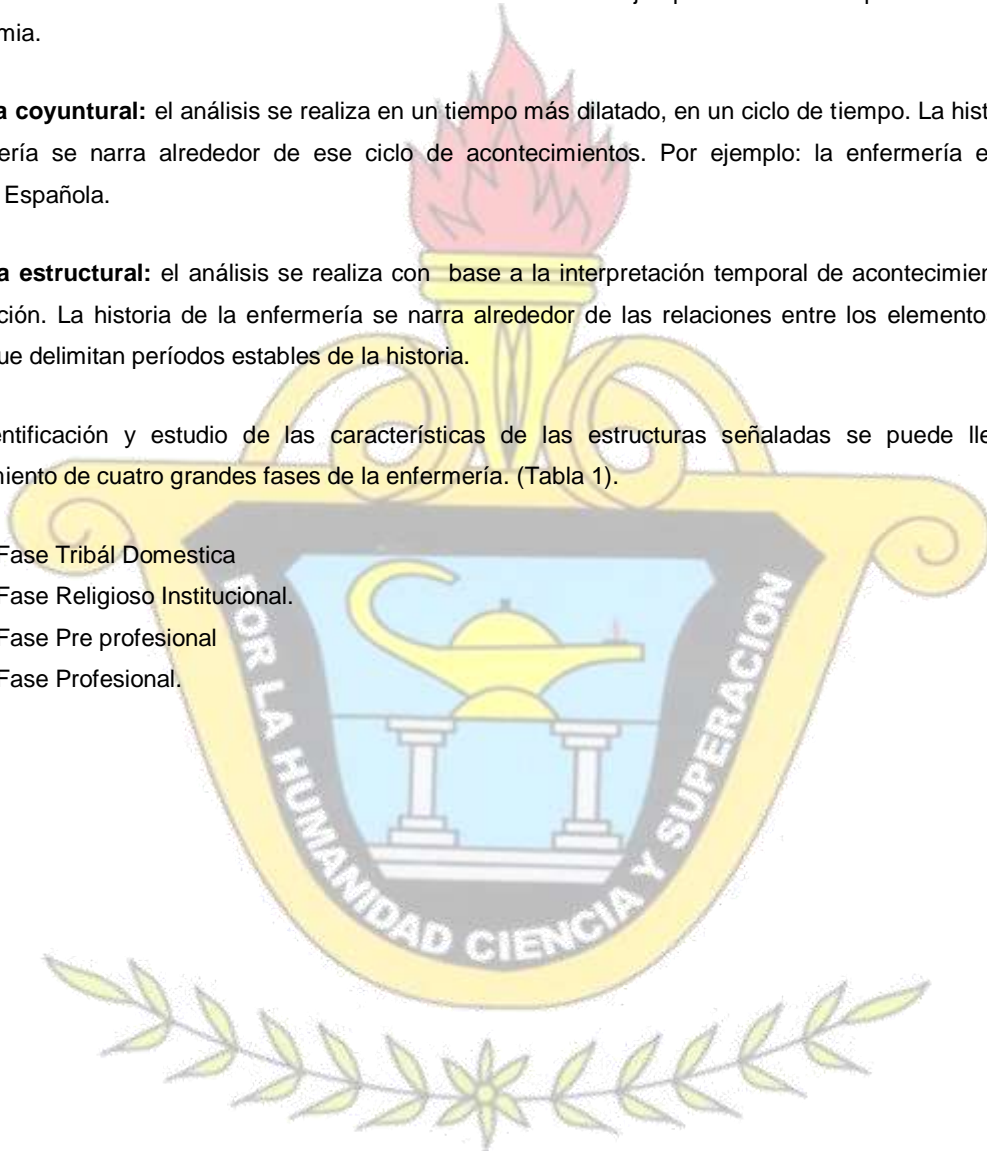 mia.
a coyuntural: el análisis se realiza en un tiempo más dilatado, en un ciclo de tiempo. La hist
ería se narra alrededor de ese ciclo de acontecimientos. Por ejemplo: la enfermería e
Española.
a estructural: el análisis se realiza con base a la interpretación temporal de acontecimien
ción. La historia de la enfermería se narra alrededor de las relaciones entre los elemento
que delimitan períodos estables de la historia.
entificación y estudio de las características de las estructuras señaladas se puede lle
miento de cuatro grandes fases de la enfermería. (Tabla 1).
Fase Tribál Domestica
Fase Religioso Institucional.
Fase Pre profesional
Fase Profesional.
POR LA HUMANIDAD CIENCIA Y SUPERACION